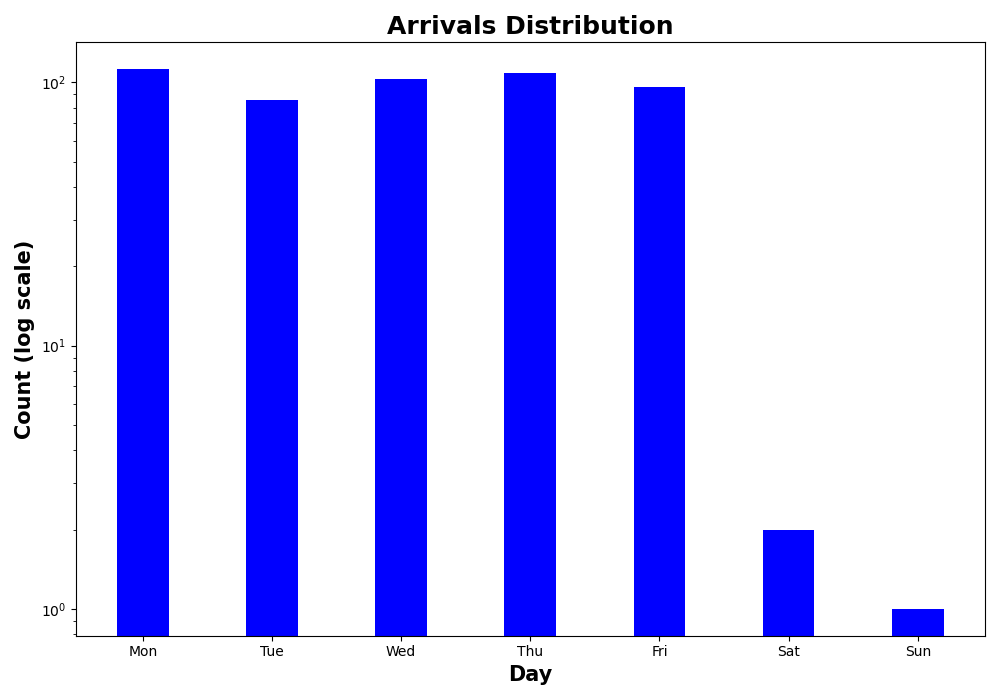 Arrivals Distribution
Count (log scale)
10²
10¹
10⁰
Mon Tue Wed Thu Fri Sat Sun
Day